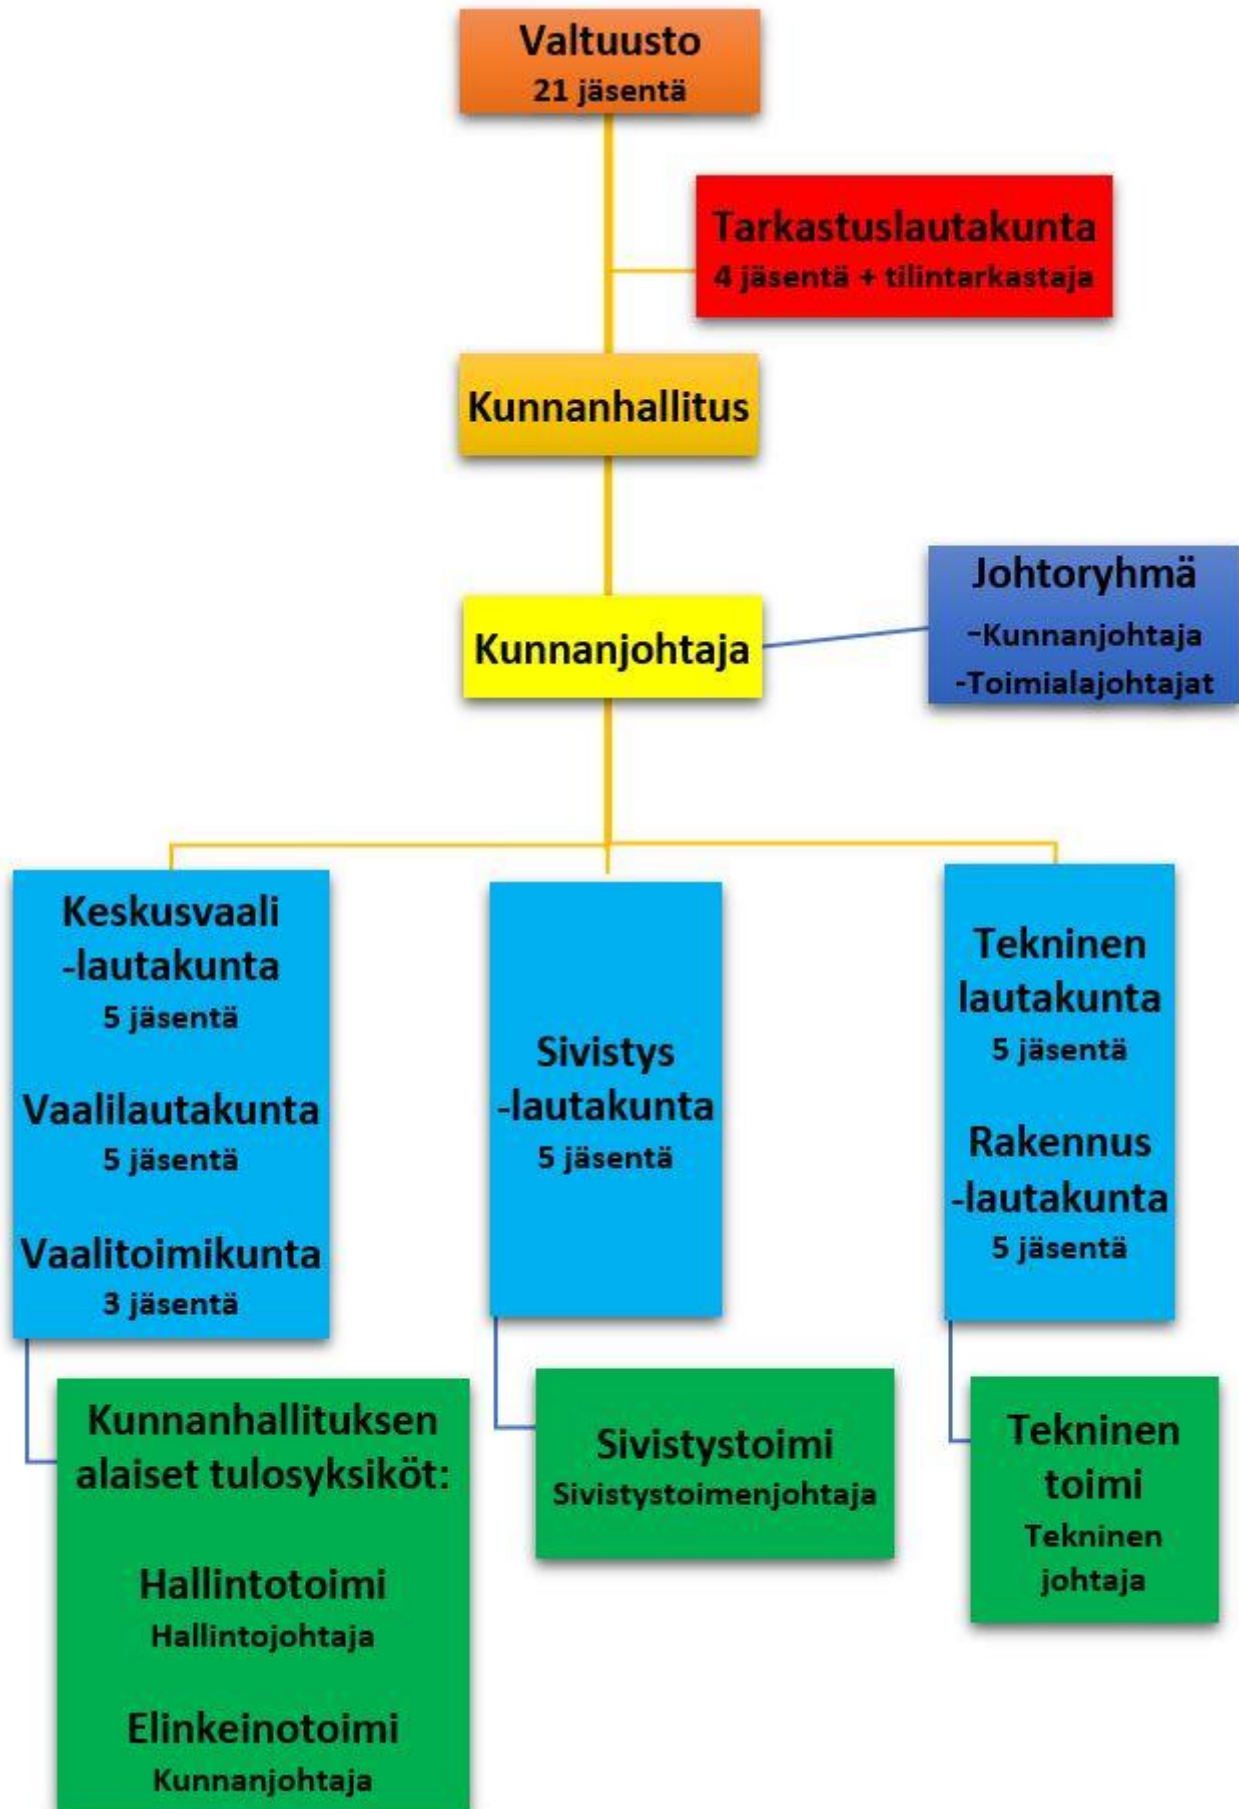 Valtuusto
21 jäsentä
Tarkastuslautakunta
4 jäsentä + tilintarkastaja
Kunnanhallitus
Kunnanjohtaja
Johtoryhmä
-Kunnanjohtaja
-Toimialajohtajat
Keskusvaali
-lautakunta
5 jäsentä
Vaalilautakunta
5 jäsentä
Vaalitoimikunta
3 jäsentä
Sivistys
-lautakunta
5 jäsentä
Tekninen
lautakunta
5 jäsentä
Rakennus
-lautakunta
5 jäsentä
Kunnanhallituksen
alaiset tulosyksiköt:
Hallintotoimi
Hallintojohtaja
Elinkeinotoimi
Kunnanjohtaja
Sivistystoimi
Sivistystoimenjohtaja
Tekninen
toimi
Tekninen
johtaja